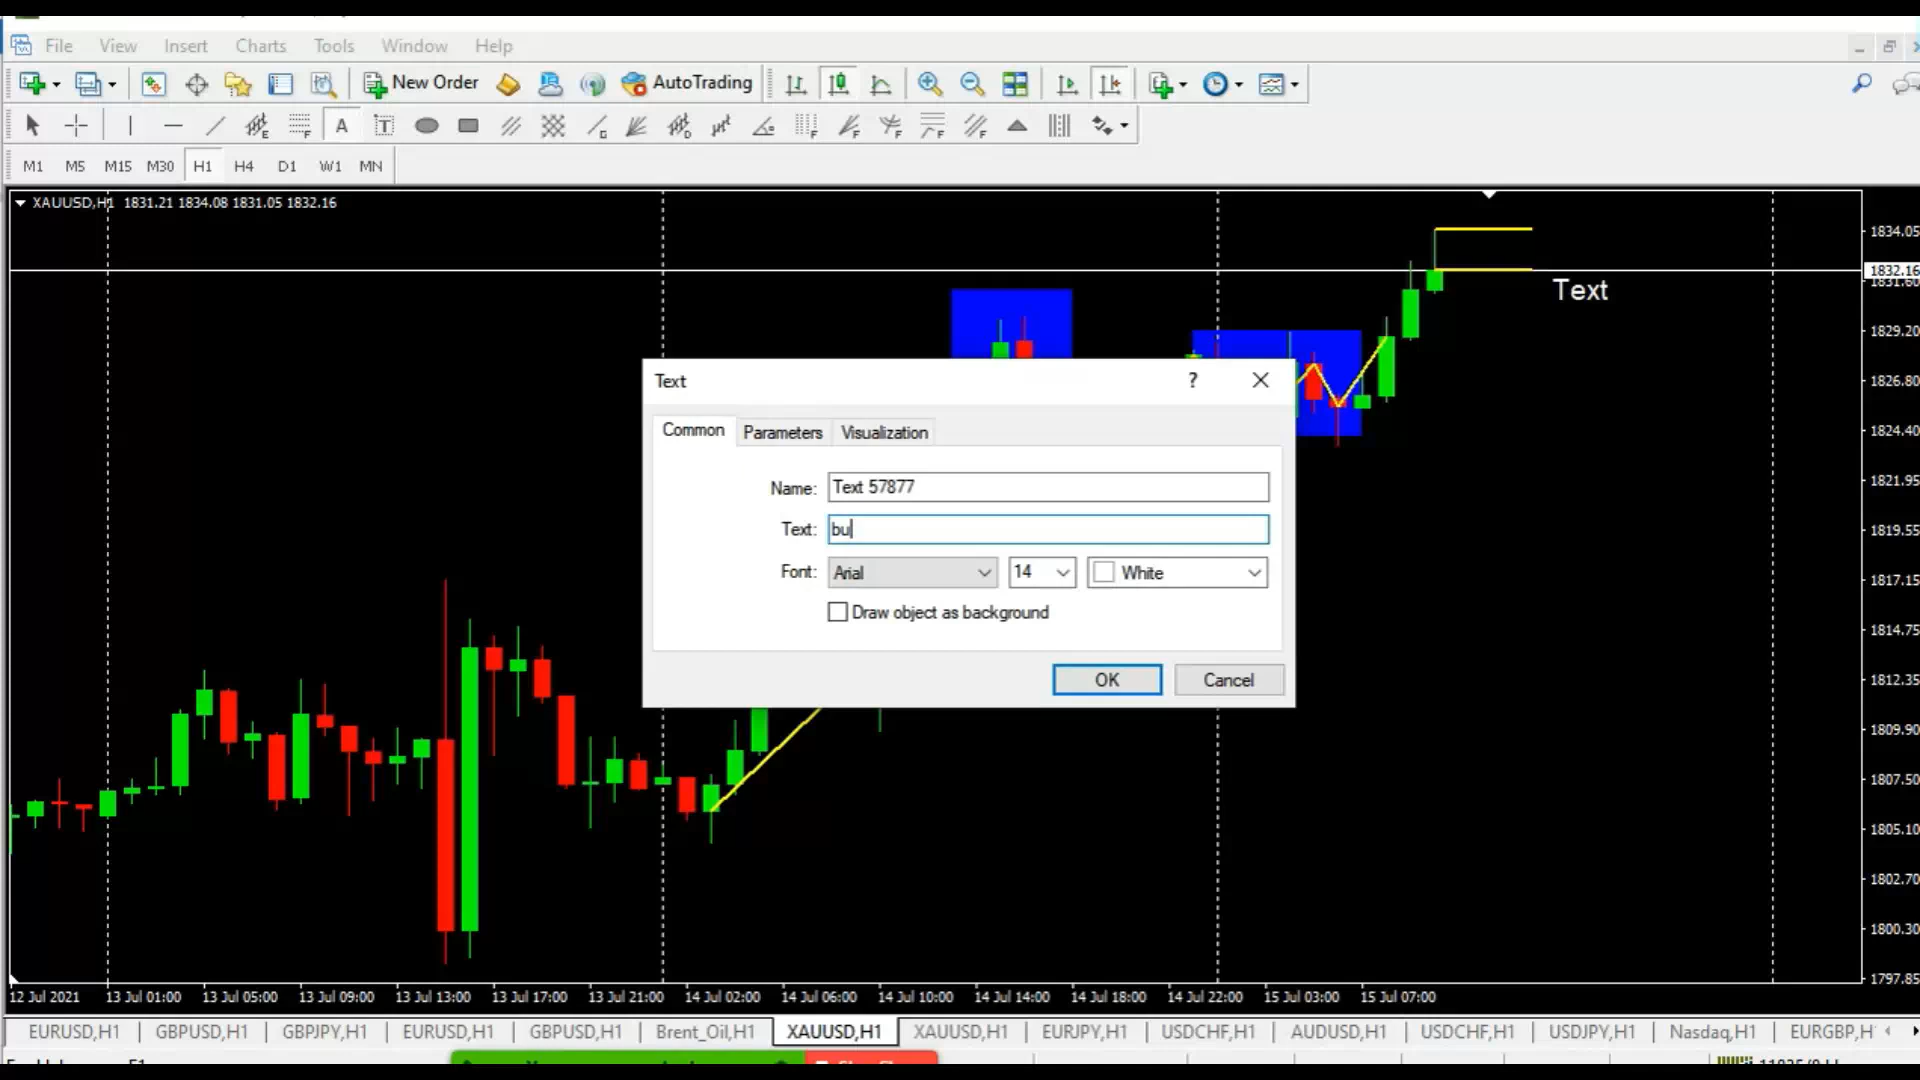 File View Insert Charts Tools Window Help
New Order AutoTrading
A T
M1 M5 M15 M30 H1 H4 D1 W1 MN
XAUUSD,H1 1831.21 1834.08 1831.05 1832.16
1834.05
1832.16
1831.60
Text
1829.20
1826.80
1824.40
1821.95
1819.55
1817.15
1814.75
1812.35
1809.90
1807.50
1805.10
1802.70
1800.30
1797.85
Text ?
Common Parameters Visualization
Name: Text 57877
Text: bu
Font: Arial 14 White
Draw object as background
OK Cancel
12 Jul 2021 13 Jul 01:00 13 Jul 05:00 13 Jul 09:00 13 Jul 13:00 13 Jul 17:00 13 Jul 21:00 14 Jul 02:00 14 Jul 06:00 14 Jul 10:00 14 Jul 14:00 14 Jul 18:00 14 Jul 22:00 15 Jul 03:00 15 Jul 07:00
EURUSD,H1 GBPUSD,H1 GBPJPY,H1 EURUSD,H1 GBPUSD,H1 Brent_Oil,H1 XAUUSD,H1 XAUUSD,H1 EURJPY,H1 USDCHF,H1 AUDUSD,H1 USDCHF,H1 USDJPY,H1 Nasdaq,H1 EURGBP,H